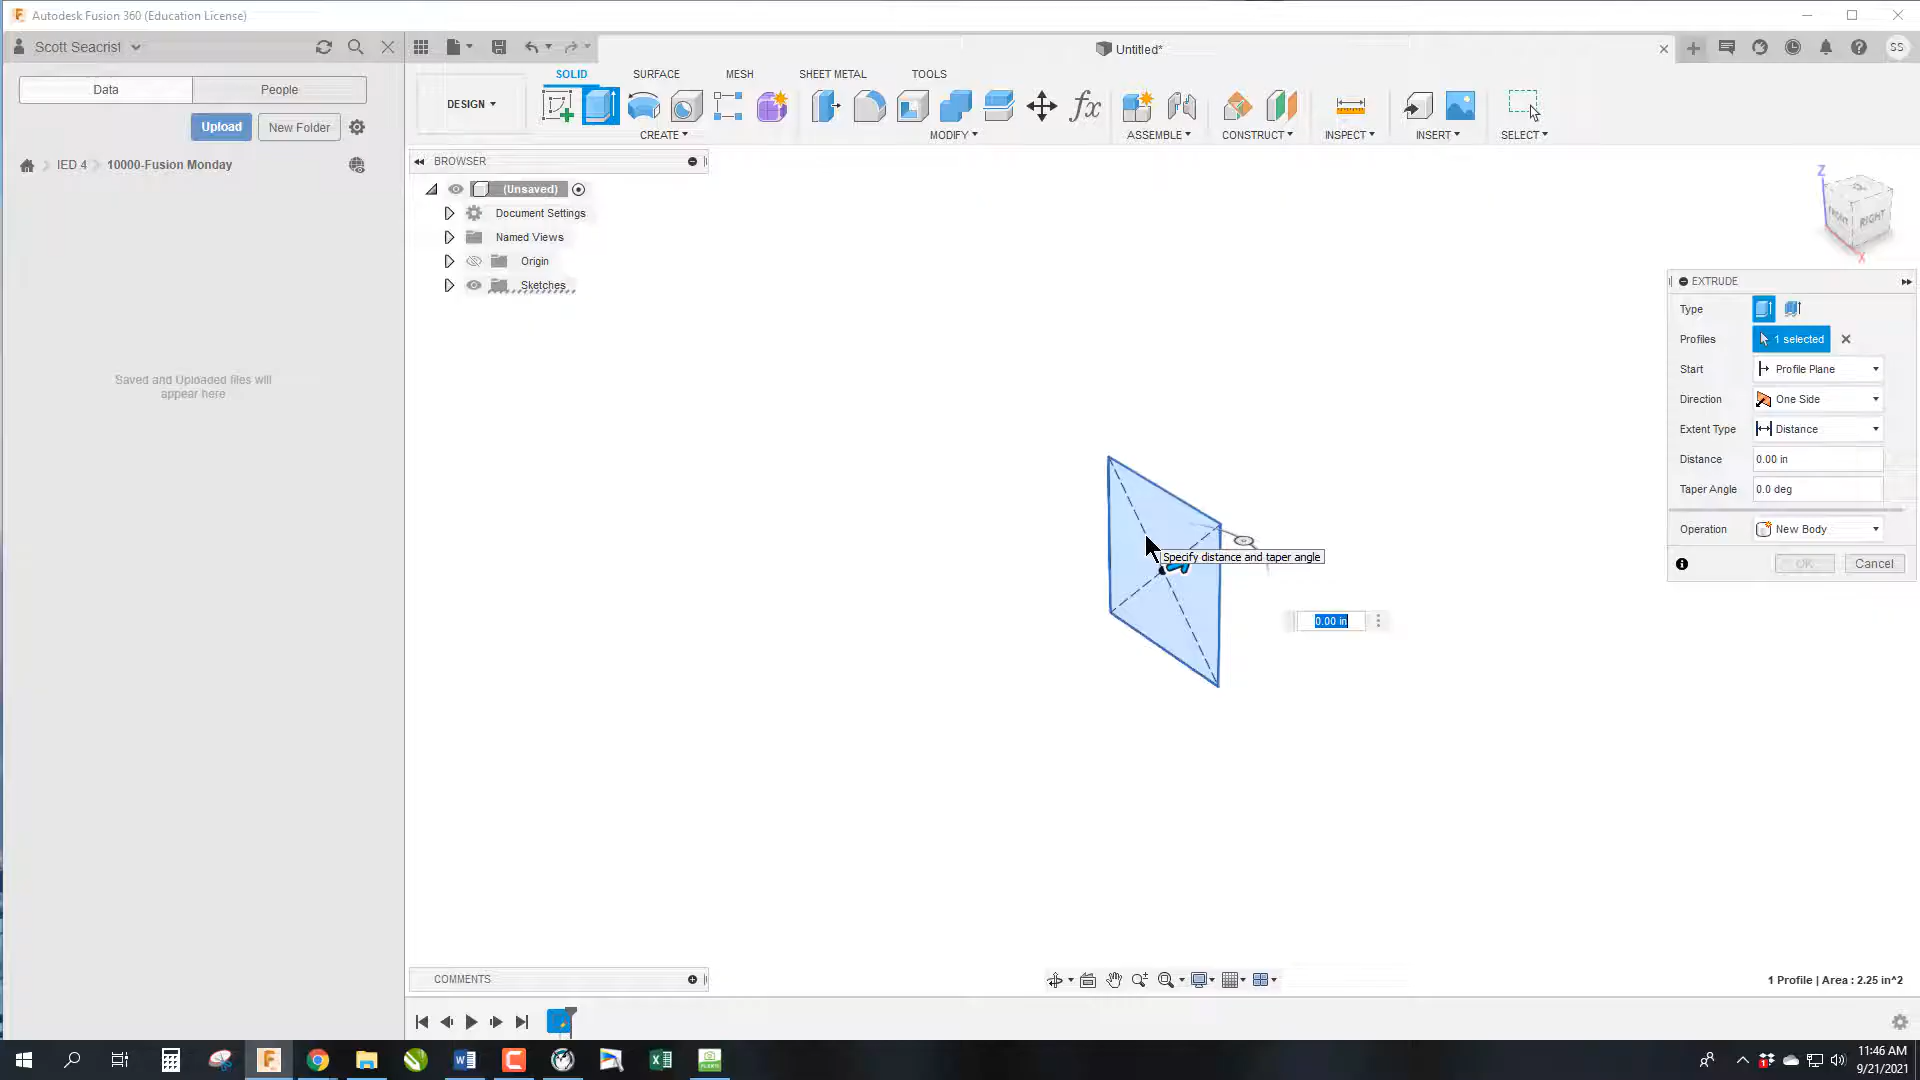 Autodesk Fusion 360 (Education License)
Scott Seacrist
Untitled*
SS
Data
People
Upload
New Folder
IED 4
10000-Fusion Monday
Saved and Uploaded files will
appear here
SOLID
SURFACE
MESH
SHEET METAL
TOOLS
DESIGN
CREATE
MODIFY
ASSEMBLE
CONSTRUCT
INSPECT
INSERT
SELECT
BROWSER
(Unsaved)
Document Settings
Named Views
Origin
Sketches
Z
FRONT
RIGHT
X
EXTRUDE
Type
Profiles
1 selected
Start
Profile Plane
Direction
One Side
Extent Type
Distance
Distance
0.00 in
Taper Angle
0.0 deg
Operation
New Body
OK
Cancel
Specify distance and taper angle
0.00 in
COMMENTS
1 Profile | Area : 2.25 in^2
11:46 AM
9/21/2021